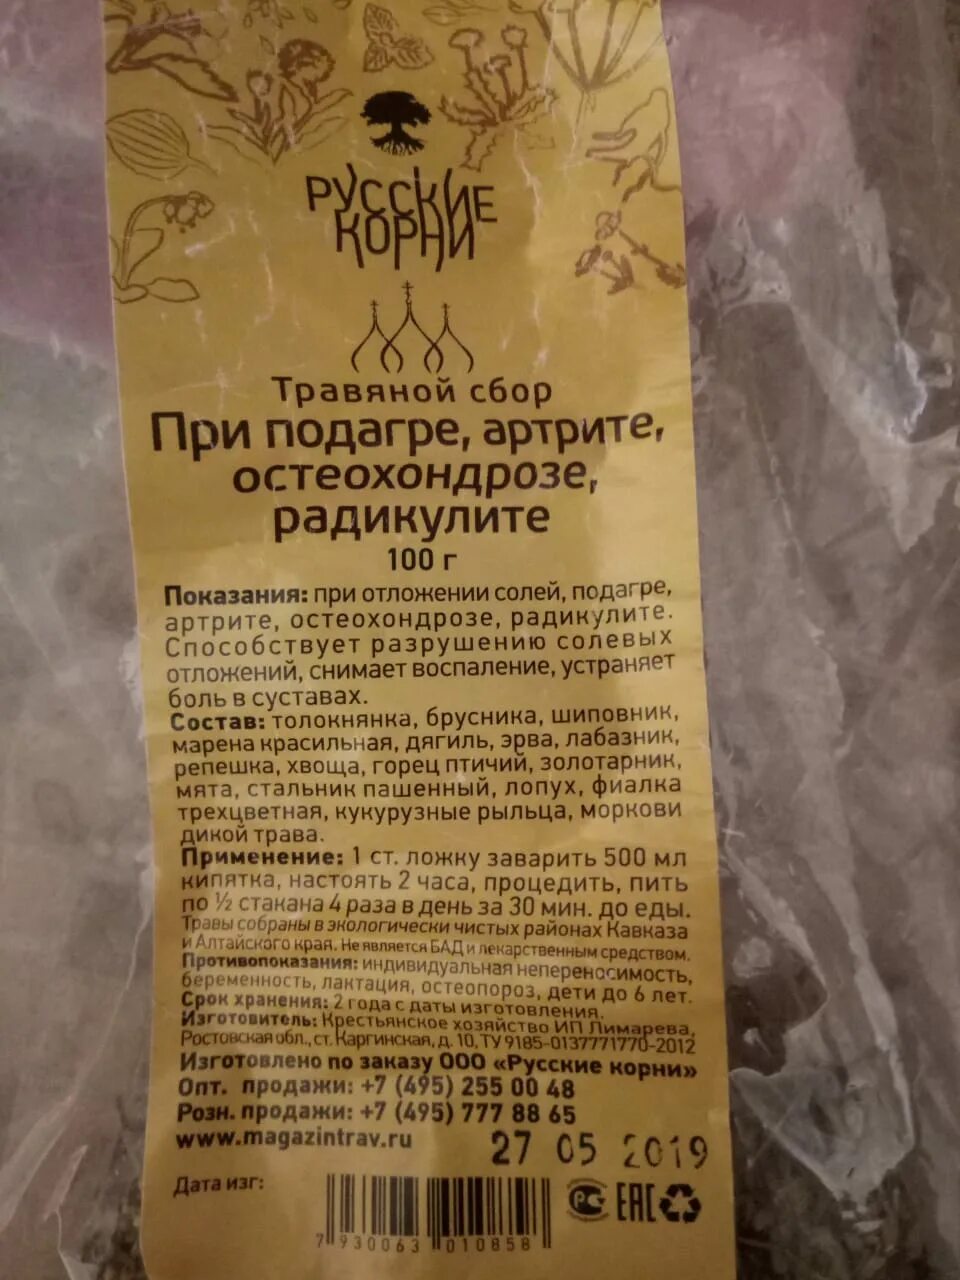 РУССКИЕ
КОРНИ
Травяной сбор
При подагре, артрите,
остеохондрозе,
радикулите
100 г
Показания: при отложении солей, подагре,
артрите, остеохондрозе, радикулите.
Способствует разрушению солевых
отложений, снимает воспаление, устраняет
боль в суставах.
Состав: толокнянка, брусника, шиповник,
марена красильная, дягиль, эрва, лабазник,
репешка, хвоща, горец птичий, золотарник,
мята, стальник пашенный, лопух, фиалка
трехцветная, кукурузные рыльца, моркови
дикой трава.
Применение: 1 ст. ложку заварить 500 мл
кипятка, настоять 2 часа, процедить, пить
по ½ стакана 4 раза в день за 30 мин. до еды.
Травы собраны в экологически чистых районах Кавказа
и Алтайского края. Не является БАД и лекарственным средством.
Противопоказания: индивидуальная непереносимость,
беременность, лактация, остеопороз, дети до 6 лет.
Срок хранения: 2 года с даты изготовления.
Изготовитель: Крестьянское хозяйство ИП Лимарева,
Ростовская обл., ст. Каргинская, д. 10, ТУ 9185-0137771770-2012
Изготовлено по заказу ООО «Русские корни»
Опт. продажи: +7 (495) 255 00 48
Розн. продажи: +7 (495) 777 88 65
www.magazintrav.ru
27 05 2019
Дата изг:
РС ЕАС
7 930063 010858